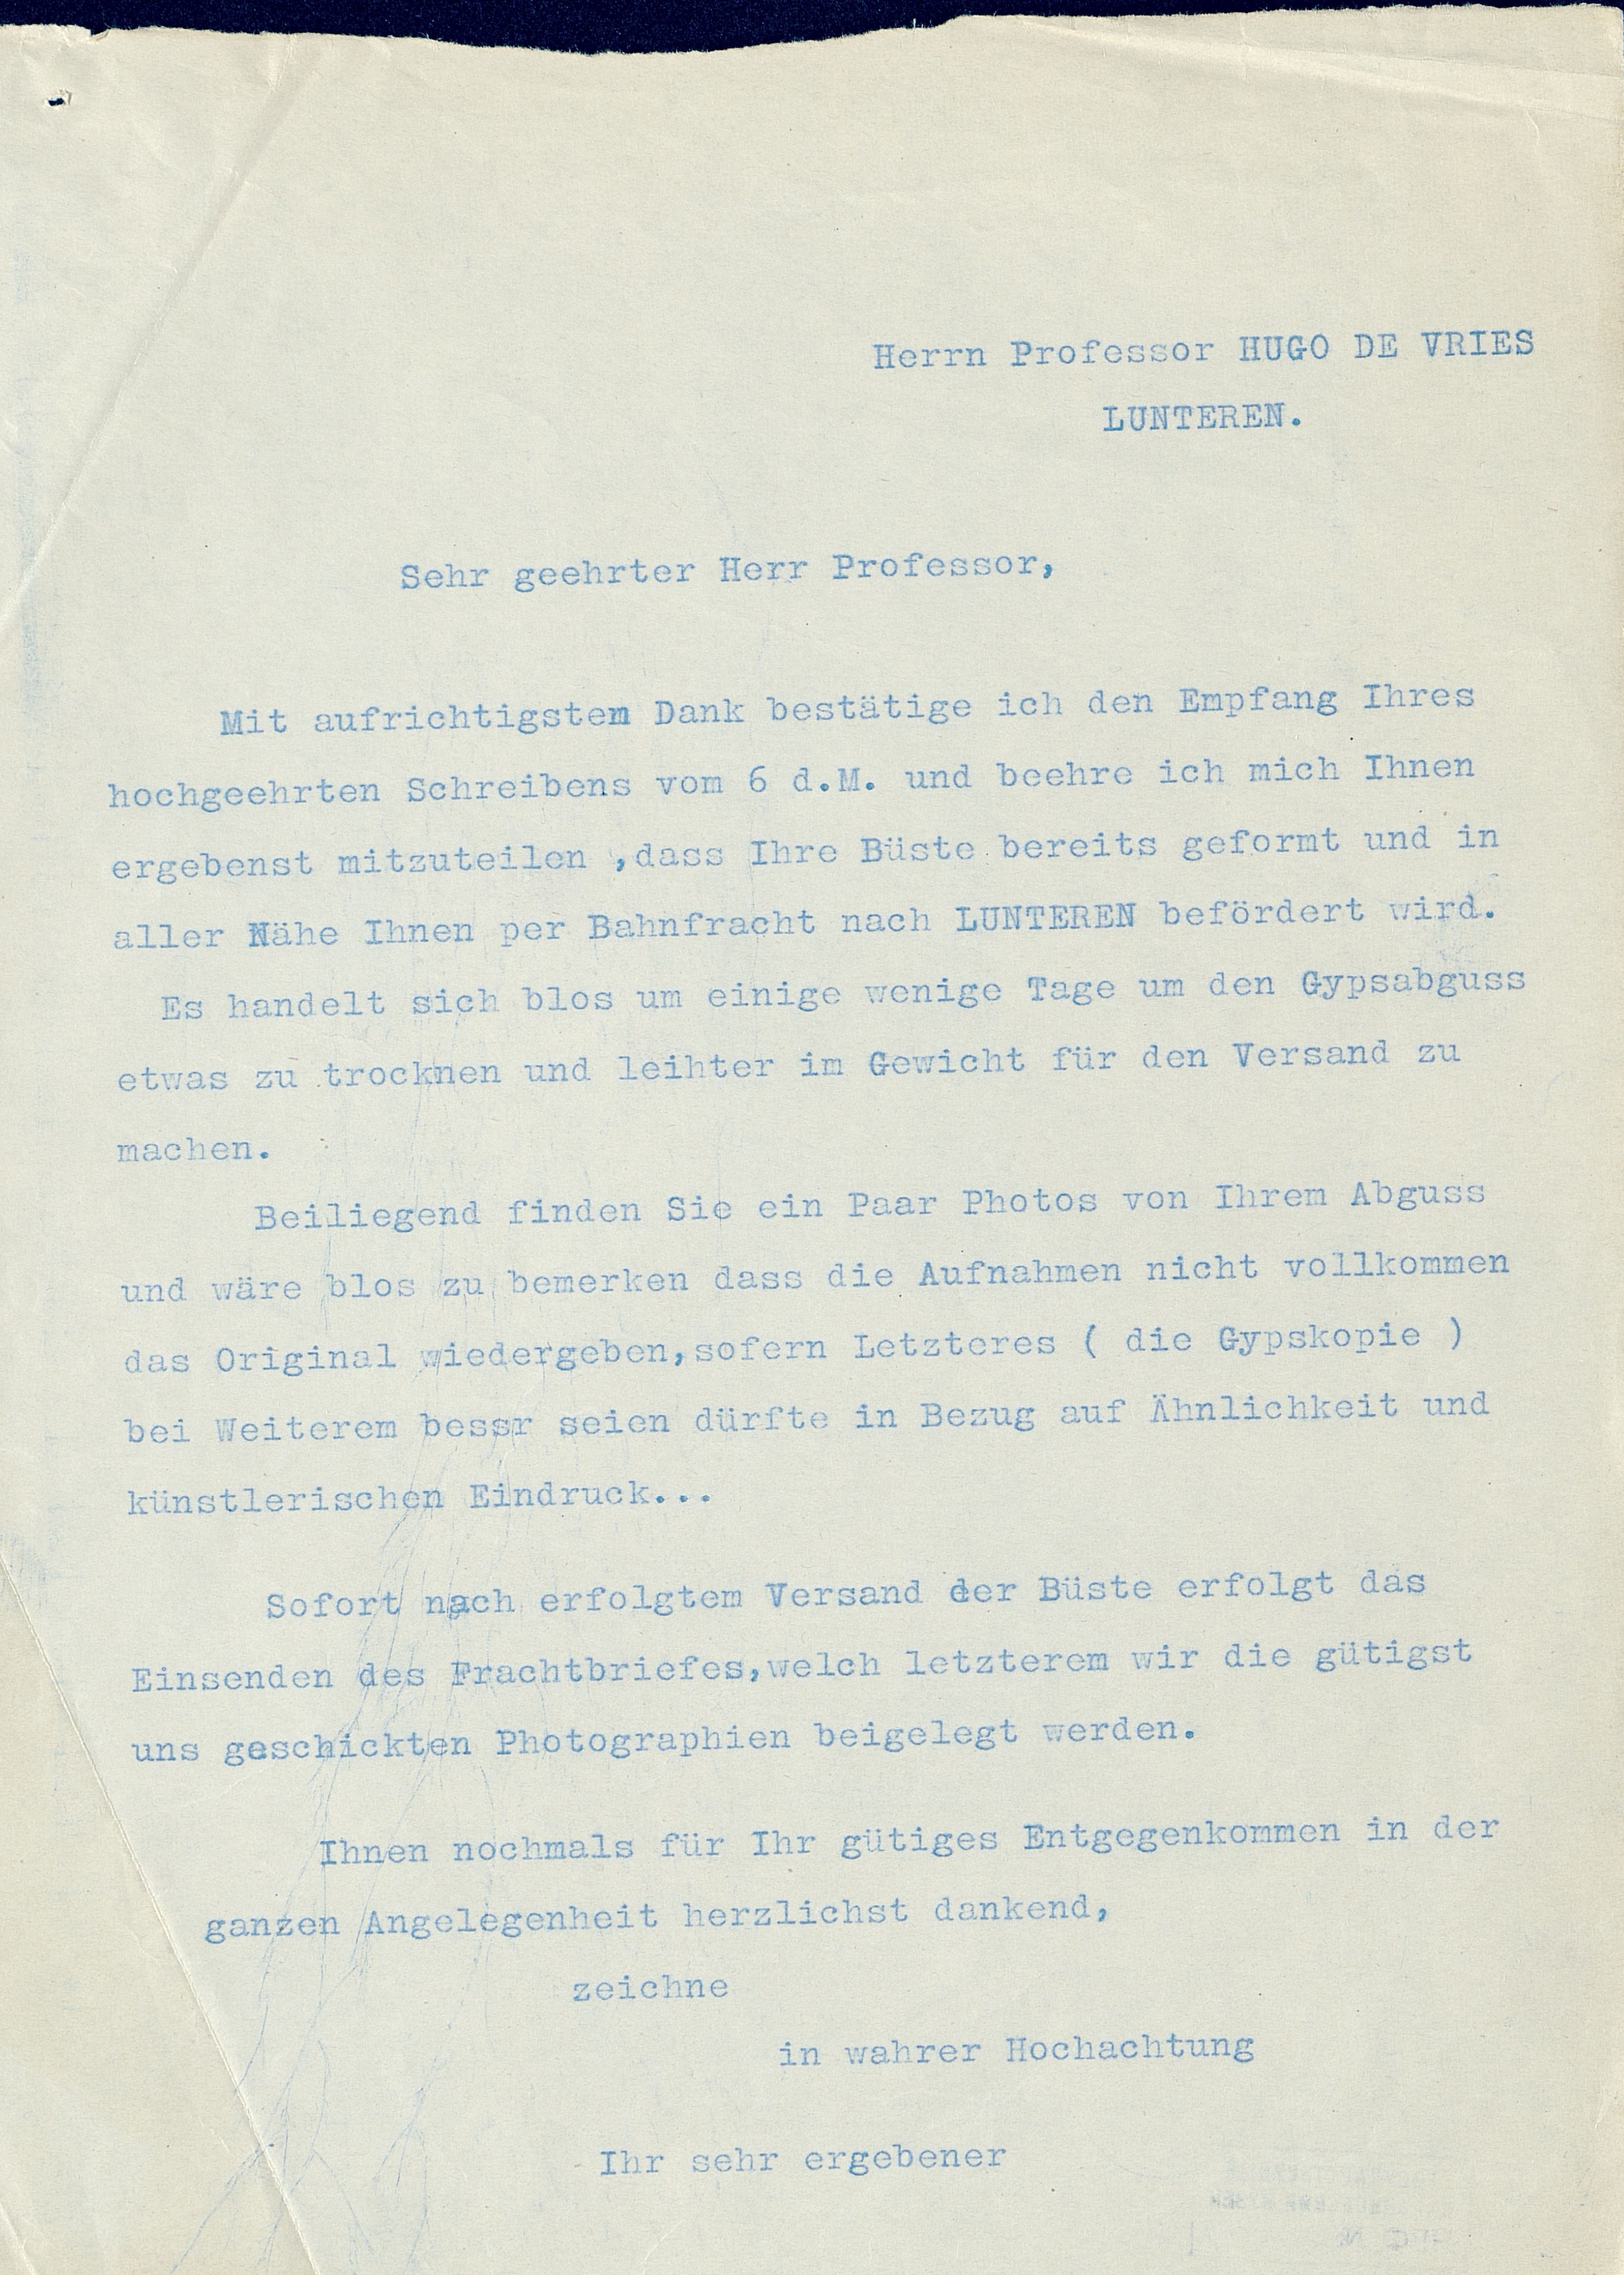 Herrn Professor HUGO DE VRIES
LUNTEREN.
Sehr geehrter Herr Professor,
Mit aufrichtigstem Dank bestätige ich den Empfang Ihres
hochgeehrten Schreibens vom 6 d.M. und beehre ich mich Ihnen
ergebenst mitzuteilen ,dass Ihre Büste bereits geformt und in
aller Nähe Ihnen per Bahnfracht nach LUNTEREN befördert wird.
Es handelt sich blos um einige wenige Tage um den Gypsabguss
etwas zu trocknen und leihter im Gewicht für den Versand zu
machen.
Beiliegend finden Sie ein Paar Photos von Ihrem Abguss
und wäre blos zu bemerken dass die Aufnahmen nicht vollkommen
das Original wiedergeben,sofern Letzteres ( die Gypskopie )
bei Weiterem bessr seien dürfte in Bezug auf Ähnlichkeit und
künstlerischen Eindruck...
Sofort nach erfolgtem Versand der Büste erfolgt das
Einsenden des Frachtbriefes,welch letzterem wir die gütigst
uns geschickten Photographien beigelegt werden.
Ihnen nochmals für Ihr gütiges Entgegenkommen in der
ganzen Angelegenheit herzlichst dankend,
zeichne
in wahrer Hochachtung
Ihr sehr ergebener